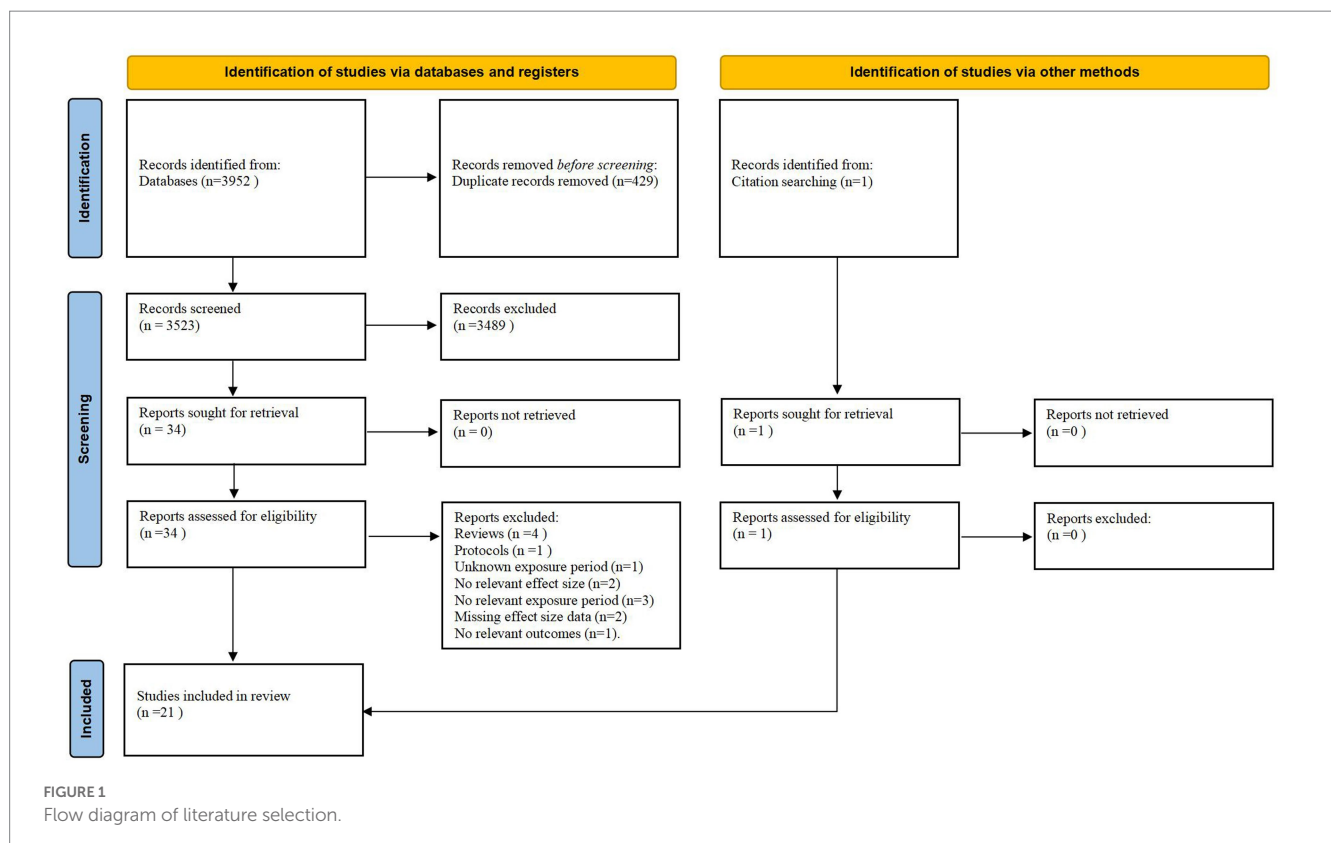 Identification of studies via databases and registers
Identification of studies via other methods
Identification
Records identified from:
Databases (n=3952 )
Records removed before screening:
Duplicate records removed (n=429)
Records identified from:
Citation searching (n=1)
Screening
Records screened
(n = 3523)
Records excluded
(n =3489 )
Reports sought for retrieval
(n = 34)
Reports not retrieved
(n = 0)
Reports sought for retrieval
(n =1 )
Reports not retrieved
(n =0 )
Reports assessed for eligibility
(n =34 )
Reports excluded:
Reviews (n =4 )
Protocols (n =1 )
Unknown exposure period (n=1)
No relevant effect size (n=2)
No relevant exposure period (n=3)
Missing effect size data (n=2)
No relevant outcomes (n=1).
Reports assessed for eligibility
(n = 1)
Reports excluded:
(n =0 )
Included
Studies included in review
(n =21 )
FIGURE 1
Flow diagram of literature selection.